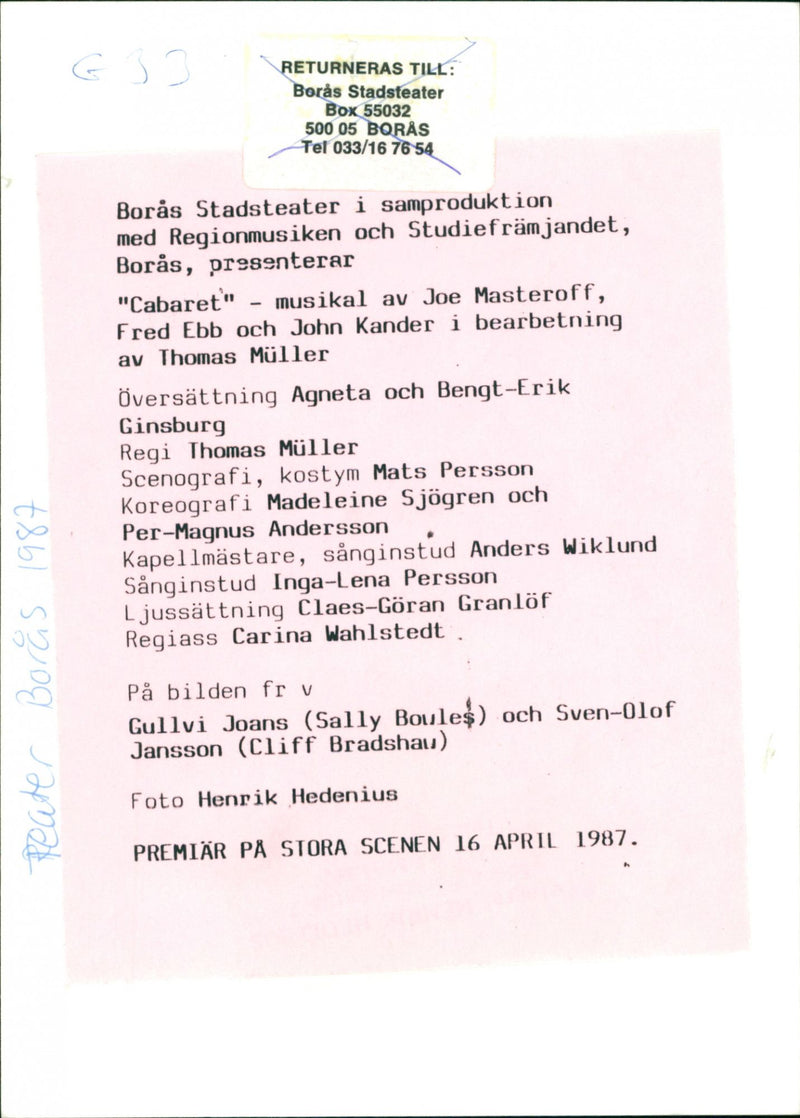 G 33
RETURNERAS TILL:
Borås Stadsteater
Box 55032
500 05 BORÅS
Tel 033/16 76 54
Borås Stadsteater i samproduktion
med Regionmusiken och Studiefrämjandet,
Borås, presenterar
"Cabaret" - musikal av Joe Masteroff,
Fred Ebb och John Kander i bearbetning
av Thomas Müller
Översättning Agneta och Bengt-Erik
Ginsburg
Regi Thomas Müller
Scenografi, kostym Mats Persson
Koreografi Madeleine Sjögren och
Per-Magnus Andersson
Kapellmästare, sånginstud Anders Wiklund
Sånginstud Inga-Lena Persson
Ljussättning Claes-Göran Granlöf
Regiass Carina Wahlstedt .
På bilden fr v
Gullvi Joans (Sally Boules) och Sven-Olof
Jansson (Cliff Bradshau)
Foto Henrik Hedenius
PREMIÄR PÅ STORA SCENEN 16 APRIL 1987.
Teater Borås 1987